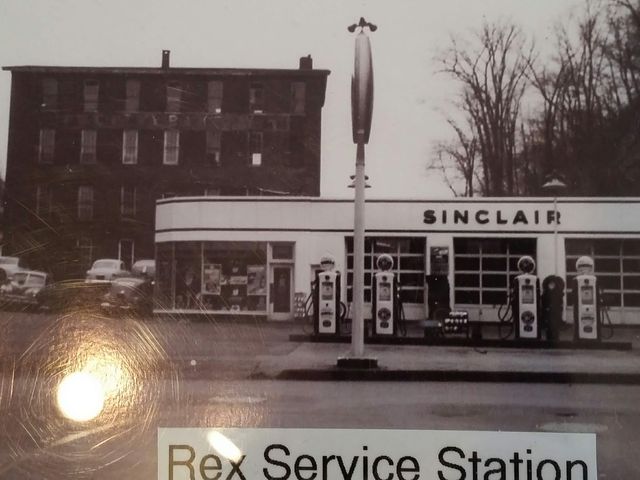 SINCLAIR
Rex Service Station